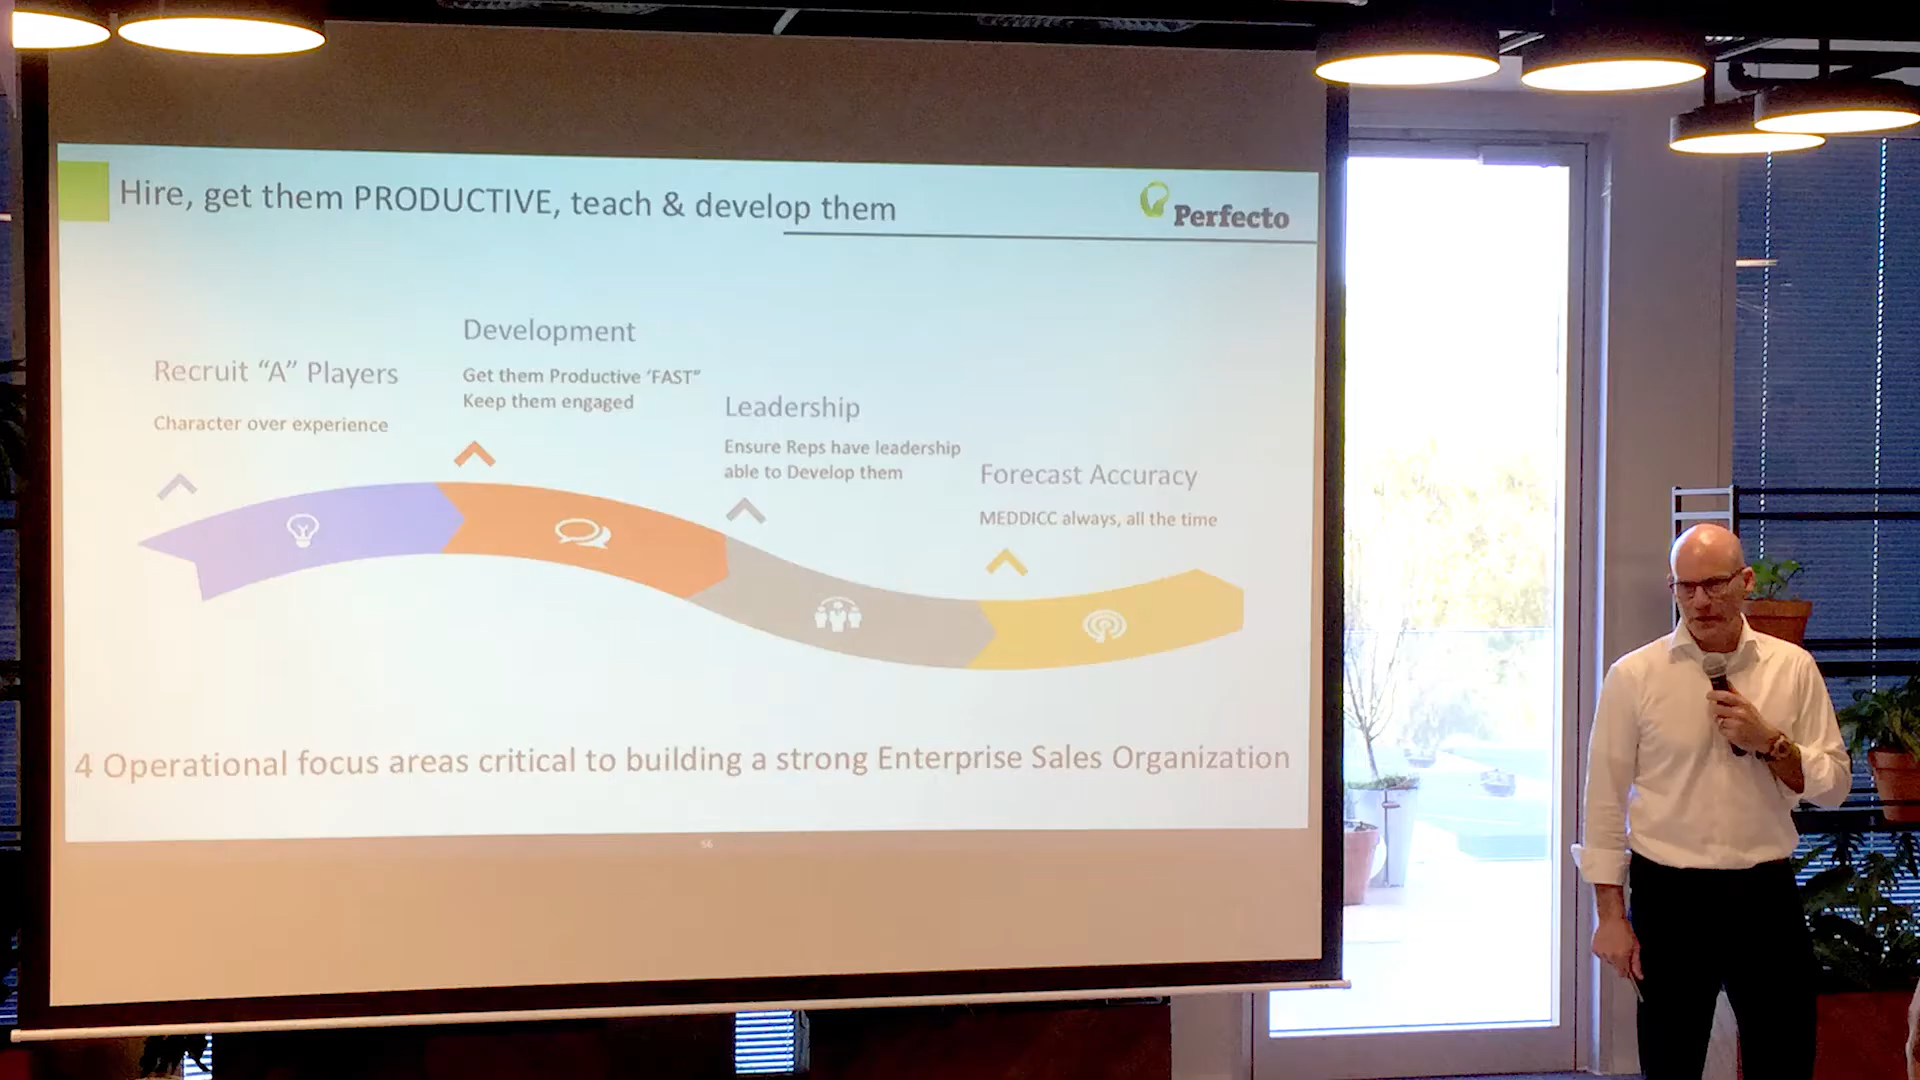 Hire, get them PRODUCTIVE, teach & develop them
Perfecto
Recruit “A” Players
Character over experience
Development
Get them Productive ‘FAST”
Keep them engaged
Leadership
Ensure Reps have leadership
able to Develop them
Forecast Accuracy
MEDDICC always, all the time
4 Operational focus areas critical to building a strong Enterprise Sales Organization
56